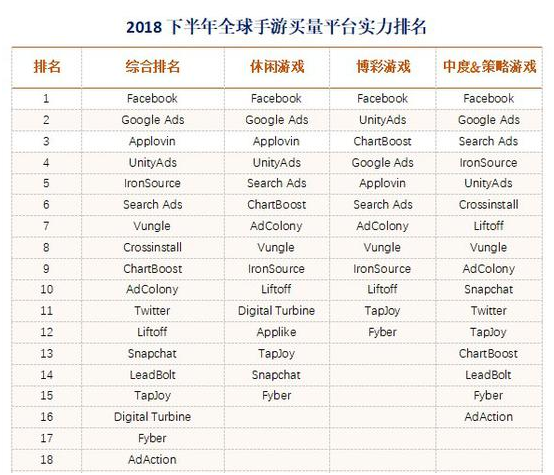 2018 下半年全球手游买量平台实力排名
排名 综合排名 休闲游戏 博彩游戏 中度&策略游戏
1 Facebook Facebook Facebook Facebook
2 Google Ads Google Ads UnityAds Google Ads
3 Applovin Applovin ChartBoost Search Ads
4 UnityAds UnityAds Google Ads IronSource
5 IronSource Search Ads Applovin UnityAds
6 Search Ads ChartBoost Search Ads Crossinstall
7 Vungle AdColony AdColony Liftoff
8 Crossinstall Vungle Vungle Vungle
9 ChartBoost IronSource IronSource AdColony
10 AdColony Liftoff Liftoff Snapchat
11 Twitter Digital Turbine TapJoy Twitter
12 Liftoff Applike Fyber TapJoy
13 Snapchat TapJoy ChartBoost
14 LeadBolt Snapchat LeadBolt
15 TapJoy Fyber Fyber
16 Digital Turbine AdAction
17 Fyber
18 AdAction